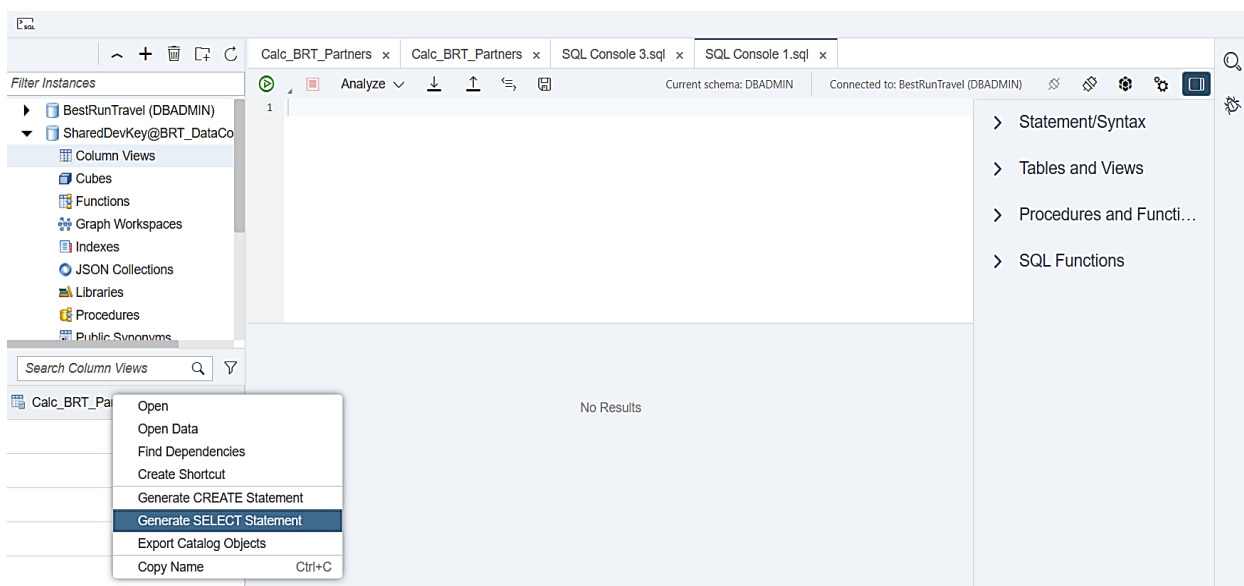 SQL
Calc_BRT_Partners × Calc_BRT_Partners × SQL Console 3.sql × SQL Console 1.sql ×
Filter Instances
Analyze
Current schema: DBADMIN
Connected to: BestRunTravel (DBADMIN)
BestRunTravel (DBADMIN)
SharedDevKey@BRT_DataCo
Column Views
Cubes
Functions
Graph Workspaces
Indexes
JSON Collections
Libraries
Procedures
Public Synonyms
1
Statement/Syntax
Tables and Views
Procedures and Functi...
SQL Functions
Search Column Views
Calc_BRT_Pa
Open
Open Data
Find Dependencies
Create Shortcut
Generate CREATE Statement
Generate SELECT Statement
Export Catalog Objects
Copy Name Ctrl+C
No Results